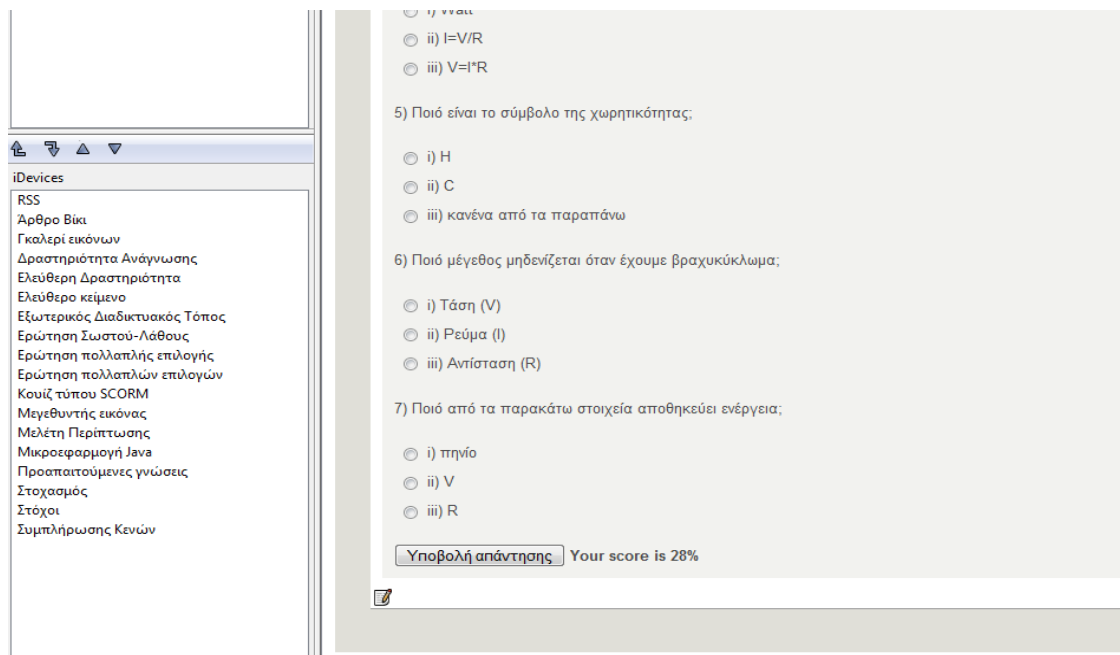 i) Watt
ii) I=V/R
iii) V=I*R
5) Ποιό είναι το σύμβολο της χωρητικότητας;
i) H
ii) C
iii) κανένα από τα παραπάνω
6) Ποιό μέγεθος μηδενίζεται όταν έχουμε βραχυκύκλωμα;
i) Τάση (V)
ii) Ρεύμα (I)
iii) Αντίσταση (R)
7) Ποιό από τα παρακάτω στοιχεία αποθηκεύει ενέργεια;
i) πηνίο
ii) V
iii) R
Υποβολή απάντησης Your score is 28%
iDevices
RSS
Άρθρο Βίκι
Γκαλερί εικόνων
Δραστηριότητα Ανάγνωσης
Ελεύθερη Δραστηριότητα
Ελεύθερο κείμενο
Εξωτερικός Διαδικτυακός Τόπος
Ερώτηση Σωστού-Λάθους
Ερώτηση πολλαπλής επιλογής
Ερώτηση πολλαπλών επιλογών
Κουίζ τύπου SCORM
Μεγεθυντής εικόνας
Μελέτη Περίπτωσης
Μικροεφαρμογή Java
Προαπαιτούμενες γνώσεις
Στοχασμός
Στόχοι
Συμπλήρωσης Κενών